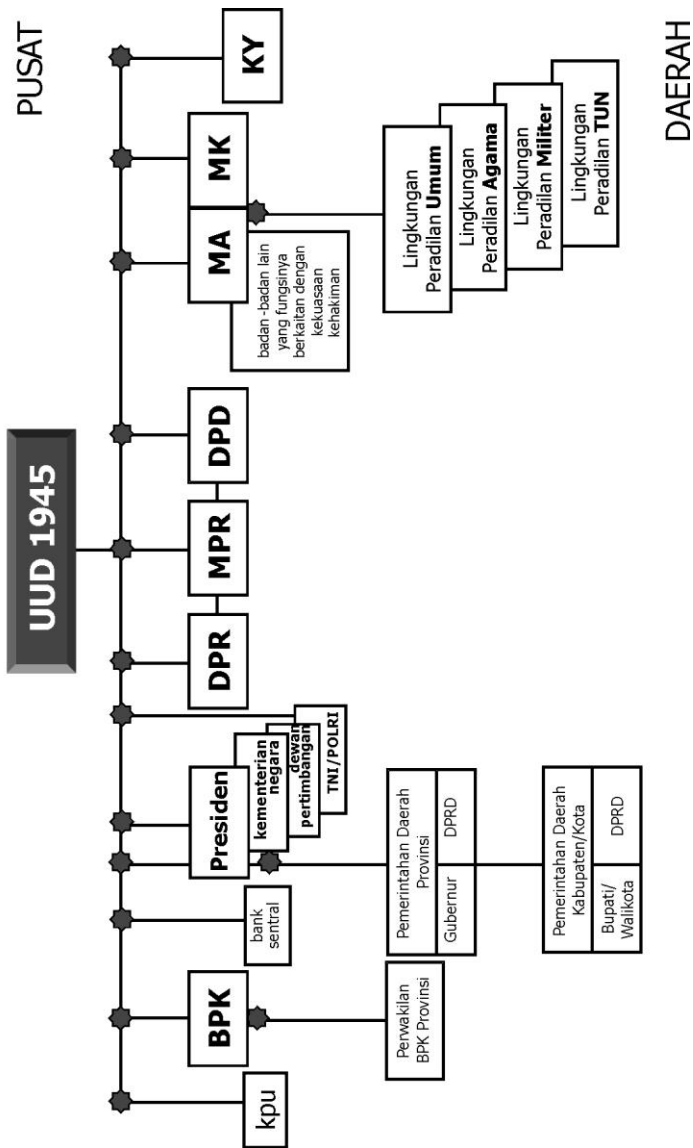 PUSAT
UUD 1945
kpu
BPK
bank
sentral
Presiden
kementerian
negara
dewan
pertimbangan
TNI/POLRI
DPR
MPR
DPD
MA
MK
KY
badan-badan lain
yang fungsinya
berkaitan dengan
kekuasaan
kehakiman
Perwakilan
BPK Provinsi
Pemerintahan Daerah
Provinsi
Gubernur
DPRD
Pemerintahan Daerah
Kabupaten/Kota
Bupati/
Walikota
DPRD
Lingkungan
Peradilan Umum
Lingkungan
Peradilan Agama
Lingkungan
Peradilan Militer
Lingkungan
Peradilan TUN
DAERAH